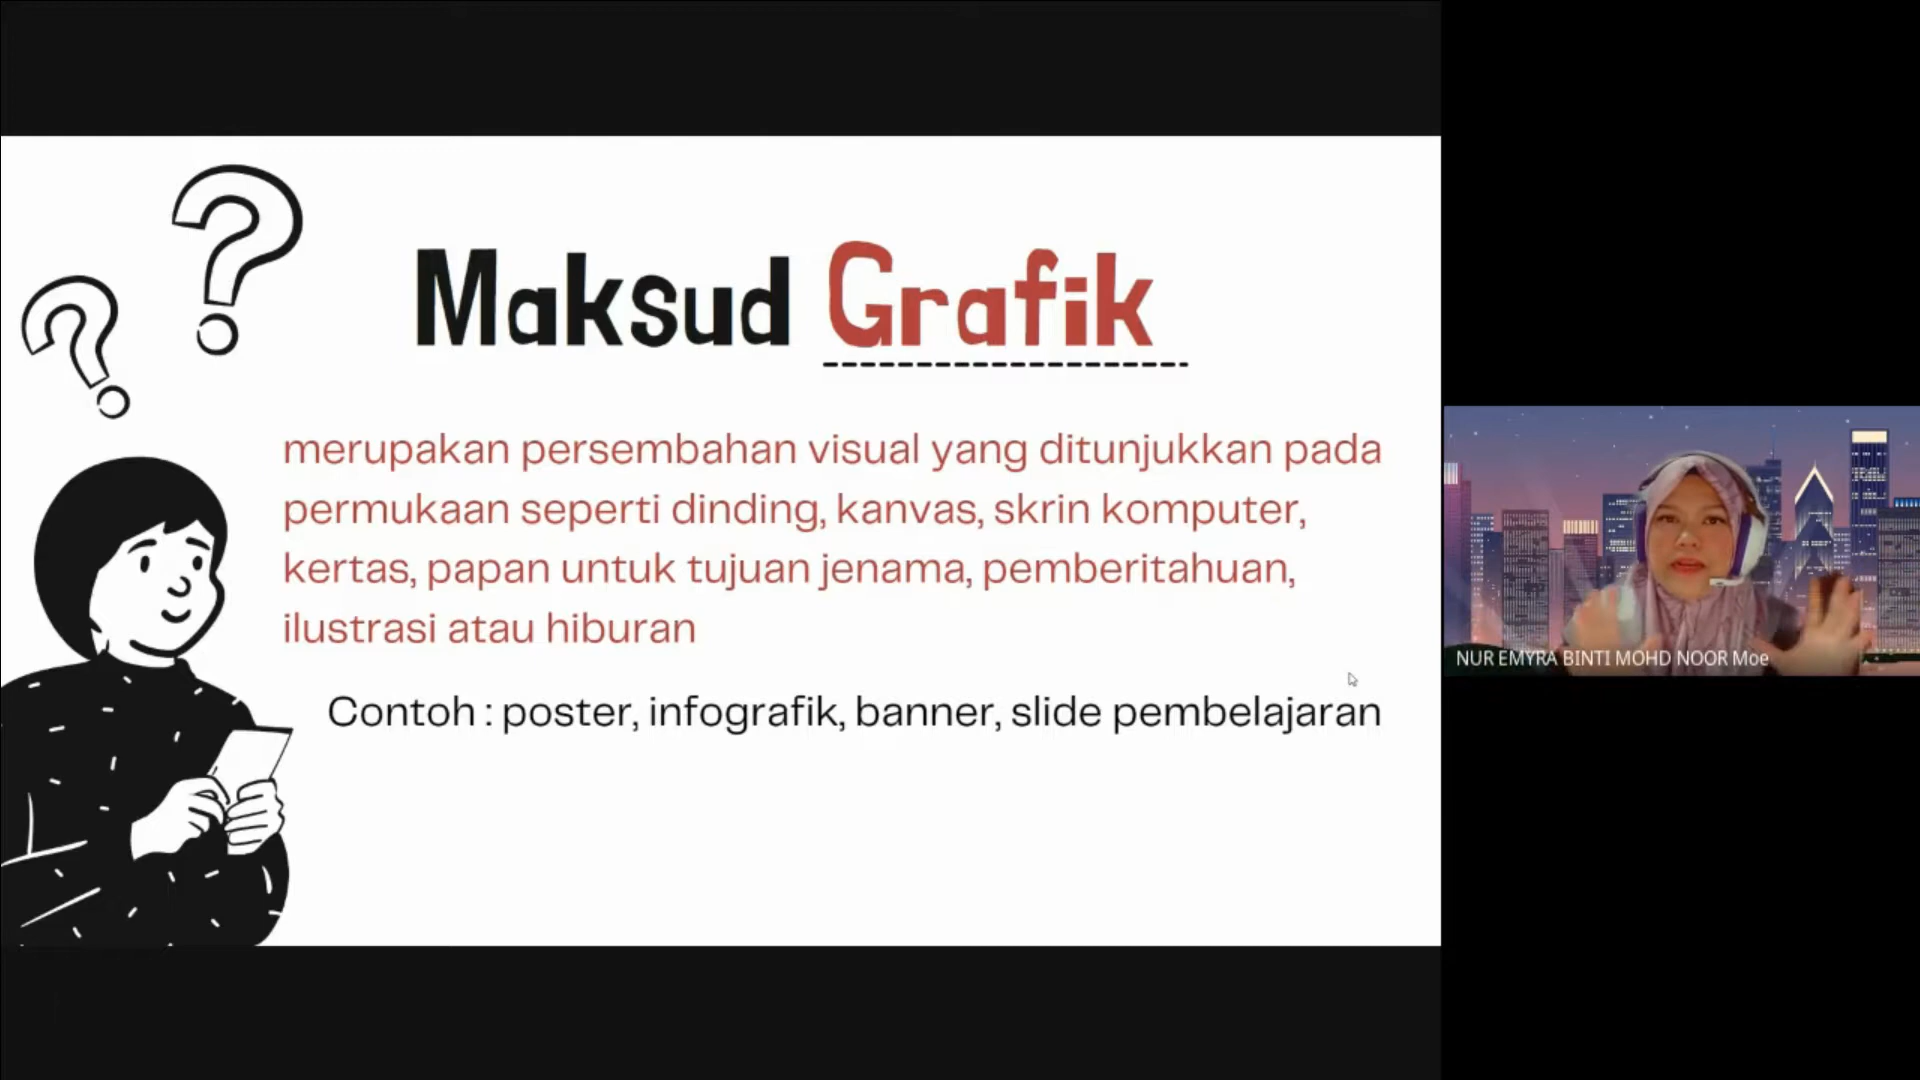 Maksud Grafik
merupakan persembahan visual yang ditunjukkan pada
permukaan seperti dinding, kanvas, skrin komputer,
kertas, papan untuk tujuan jenama, pemberitahuan,
ilustrasi atau hiburan
Contoh : poster, infografik, banner, slide pembelajaran
NUR EMYRA BINTI MOHD NOOR Moe